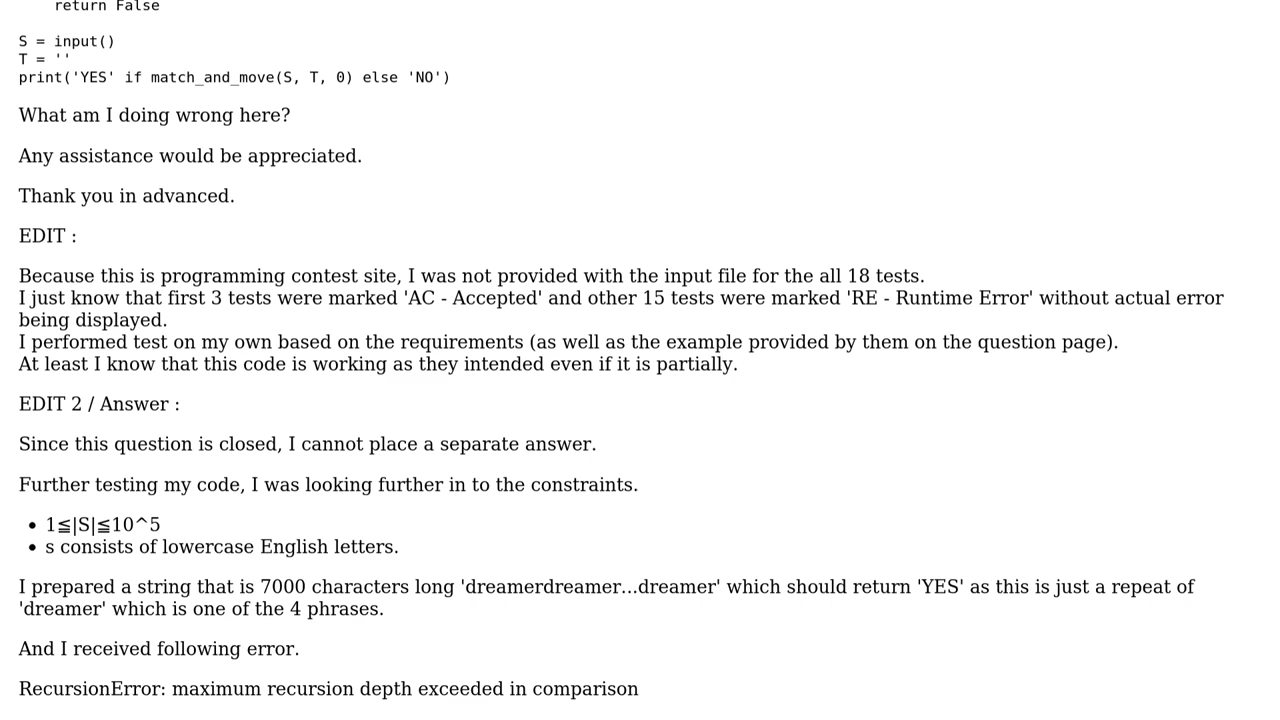 return False
S = input()
T = ''
print('YES' if match_and_move(S, T, 0) else 'NO')
What am I doing wrong here?
Any assistance would be appreciated.
Thank you in advanced.
EDIT :
Because this is programming contest site, I was not provided with the input file for the all 18 tests.
I just know that first 3 tests were marked 'AC - Accepted' and other 15 tests were marked 'RE - Runtime Error' without actual error
being displayed.
I performed test on my own based on the requirements (as well as the example provided by them on the question page).
At least I know that this code is working as they intended even if it is partially.
EDIT 2 / Answer :
Since this question is closed, I cannot place a separate answer.
Further testing my code, I was looking further in to the constraints.
• 1≦|S|≦10^5
• s consists of lowercase English letters.
I prepared a string that is 7000 characters long 'dreamerdreamer...dreamer' which should return 'YES' as this is just a repeat of
'dreamer' which is one of the 4 phrases.
And I received following error.
RecursionError: maximum recursion depth exceeded in comparison